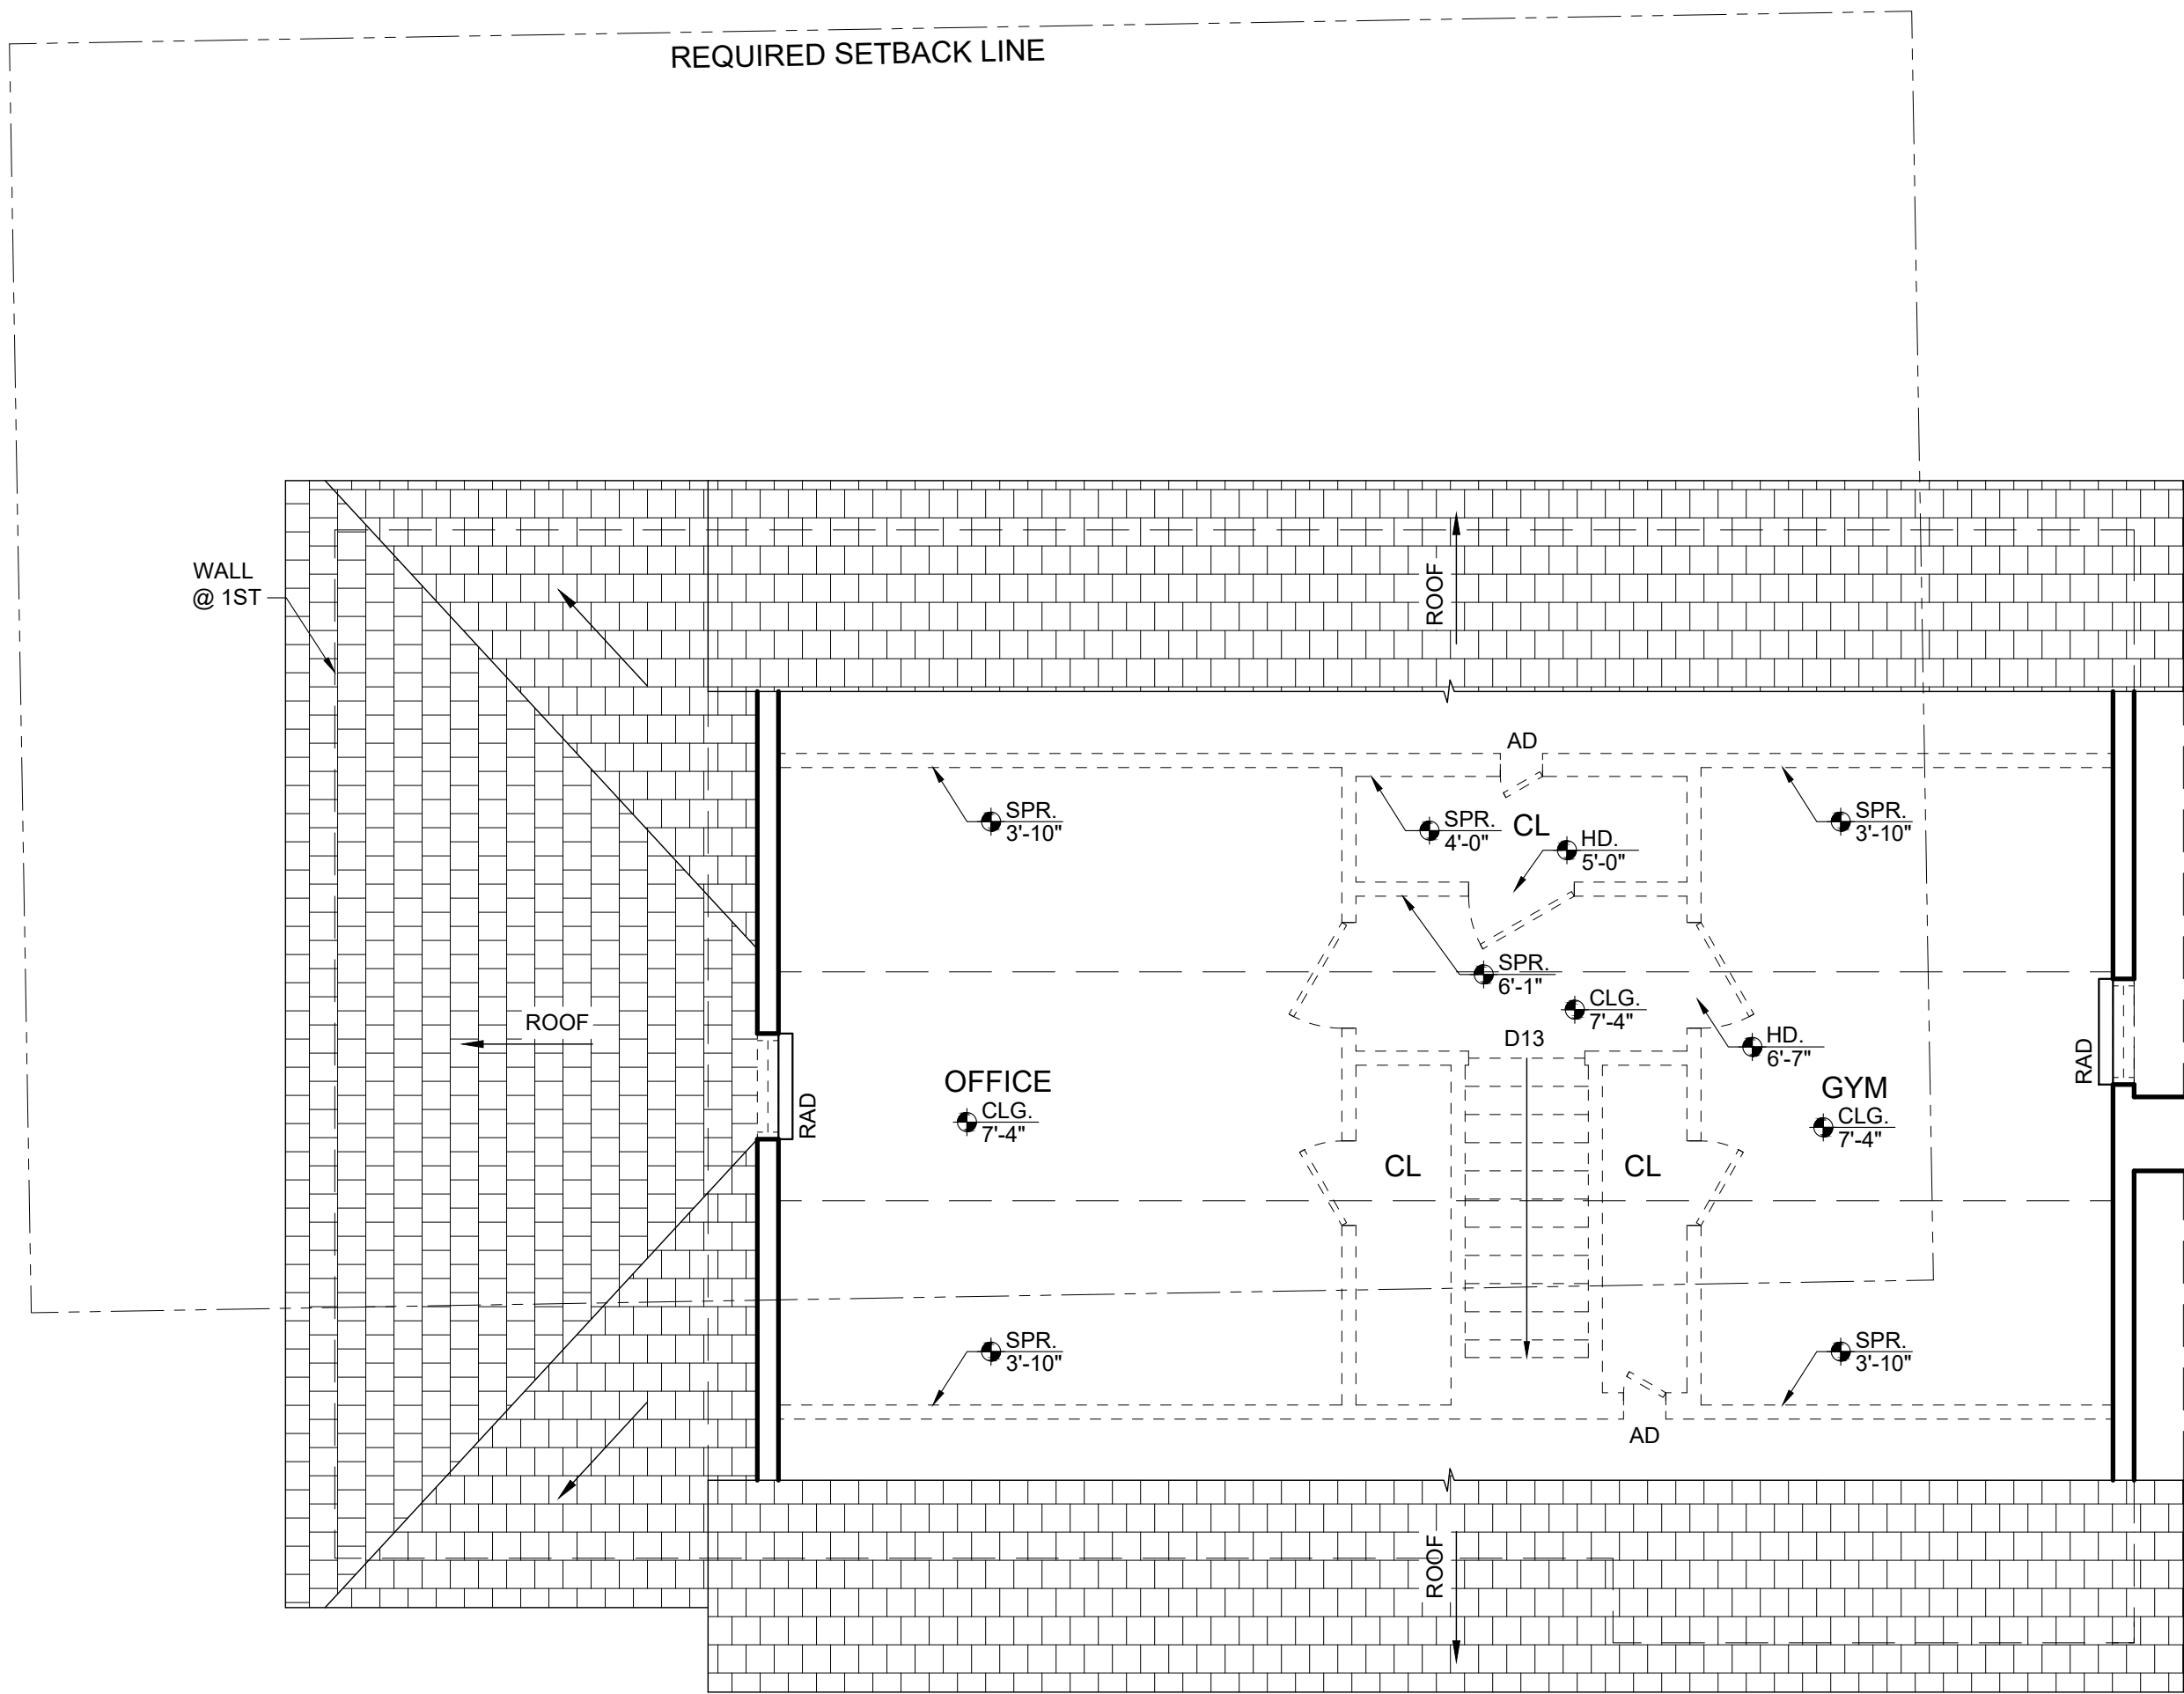 REQUIRED SETBACK LINE
WALL
@ 1ST
ROOF
AD
SPR.
3'-10"
SPR.
4'-0"
CL
HD.
5'-0"
SPR.
3'-10"
SPR.
6'-1"
CLG.
7'-4"
ROOF
D13
HD.
6'-7"
RAD
OFFICE
CLG.
7'-4"
RAD
GYM
CLG.
7'-4"
CL
CL
SPR.
3'-10"
SPR.
3'-10"
AD
ROOF